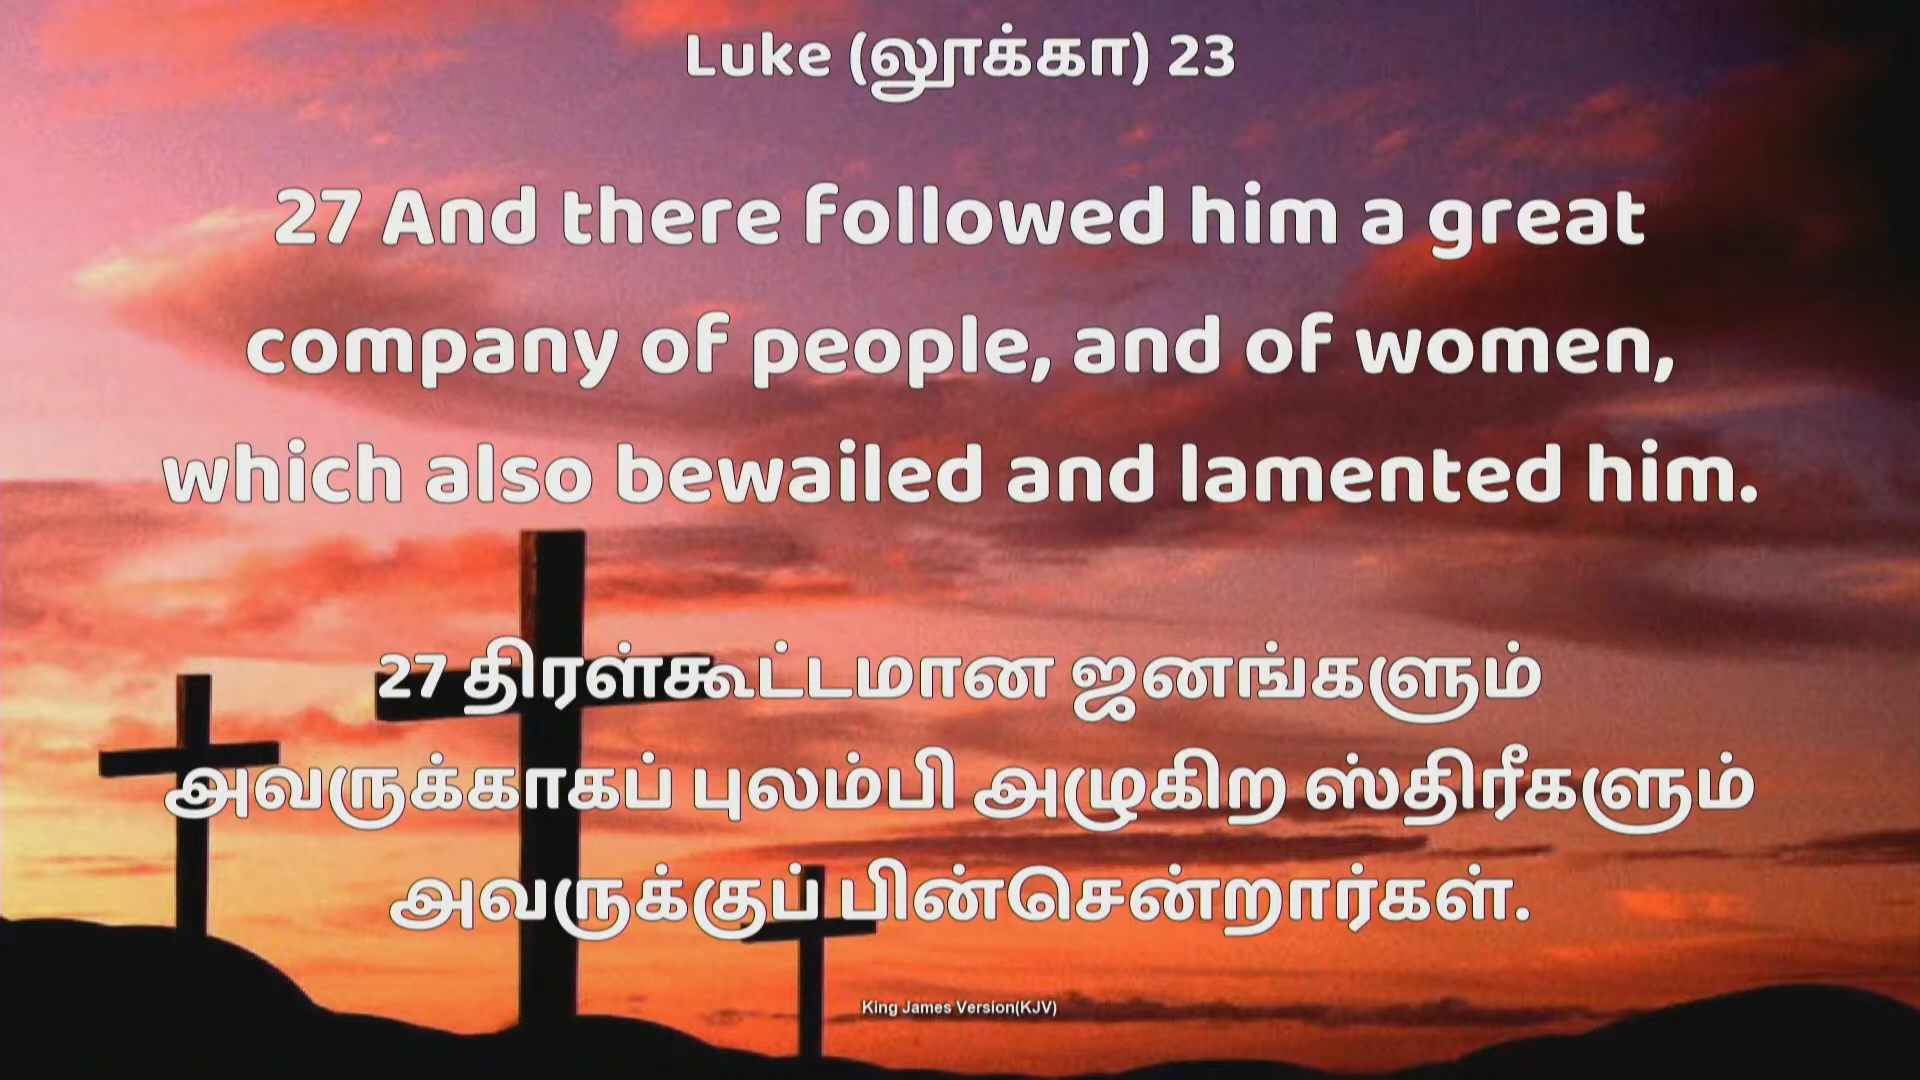 Luke (லூக்கா) 23
27 And there followed him a great
company of people, and of women,
which also bewailed and lamented him.
27 திரள்கூட்டமான ஜனங்களும்
அவருக்காகப் புலம்பி அழுகிற ஸ்திரீகளும்
அவருக்குப் பின்சென்றார்கள்.
King James Version(KJV)